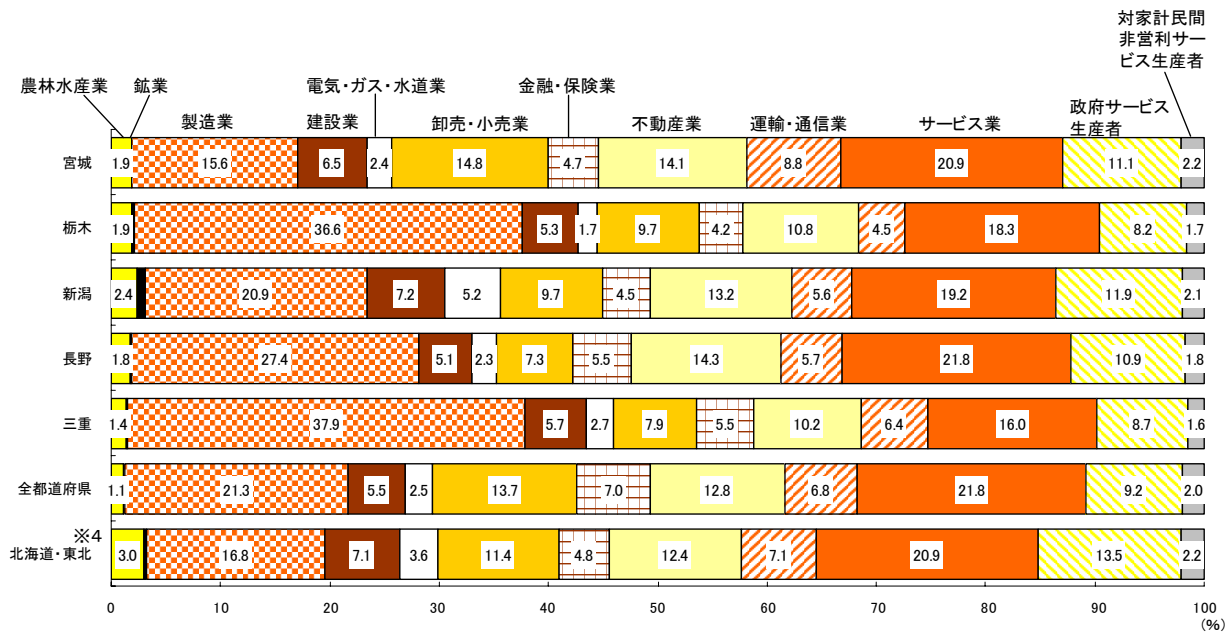 対家計民間
非営利サー
ビス生産者
農林水産業 鉱業 電気・ガス・水道業 金融・保険業
製造業 建設業 卸売・小売業 不動産業 運輸・通信業 サービス業 政府サービス
生産者
宮城 1.9 15.6 6.5 2.4 14.8 4.7 14.1 8.8 20.9 11.1 2.2
栃木 1.9 36.6 5.3 1.7 9.7 4.2 10.8 4.5 18.3 8.2 1.7
新潟 2.4 20.9 7.2 5.2 9.7 4.5 13.2 5.6 19.2 11.9 2.1
長野 1.8 27.4 5.1 2.3 7.3 5.5 14.3 5.7 21.8 10.9 1.8
三重 1.4 37.9 5.7 2.7 7.9 5.5 10.2 6.4 16.0 8.7 1.6
全都道府県 1.1 21.3 5.5 2.5 13.7 7.0 12.8 6.8 21.8 9.2 2.0
※4
北海道・東北 3.0 16.8 7.1 3.6 11.4 4.8 12.4 7.1 20.9 13.5 2.2
0 10 20 30 40 50 60 70 80 90 100
(%)